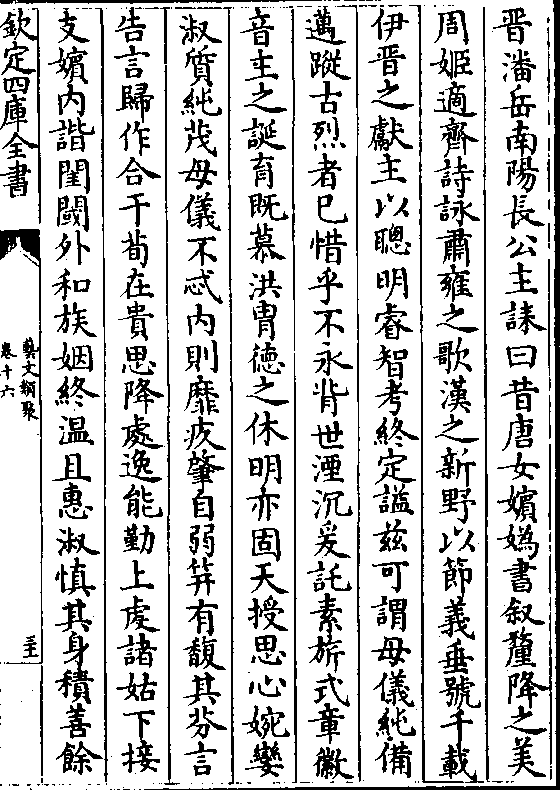 晋潘岳南陽長公主誄曰昔唐女嬪嬀書叙釐降之美
周姬適齊詩詠肅雍之歌漢之新野以節義垂號千載
伊晋之獻主以聰明睿智考終定諡兹可謂母儀純備
邁蹤古烈者已惜乎不永背世湮沉爰託素旂式章徽
音主之誕育既慕洪胄德之休明亦固天授思心婉孌
淑質純茂母儀不忒内則靡疚肇自弱笄有馥其芬言
告言歸作合于荀在貴思降處逸能勤上虔諸姑下接
支嬪内諧閨閾外和族姻終温且惠淑慎其身積善餘
欽定四庫全書
藝文類聚
卷十六
三十